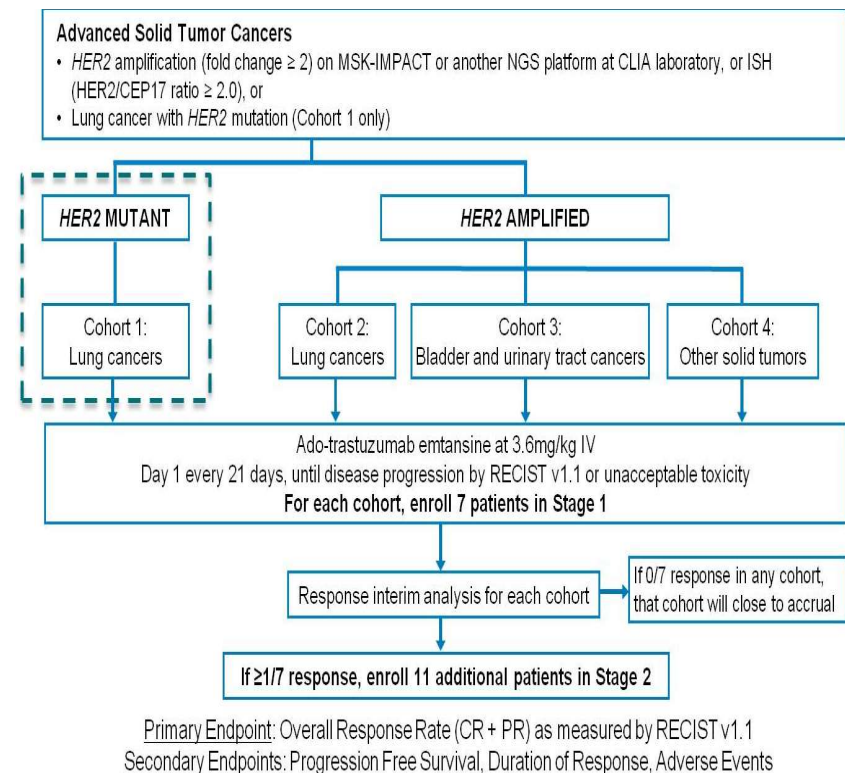 Advanced Solid Tumor Cancers
• HER2 amplification (fold change ≥ 2) on MSK-IMPACT or another NGS platform at CLIA laboratory, or ISH
(HER2/CEP17 ratio ≥ 2.0), or
• Lung cancer with HER2 mutation (Cohort 1 only)
HER2 MUTANT
HER2 AMPLIFIED
Cohort 1:
Lung cancers
Cohort 2:
Lung cancers
Cohort 3:
Bladder and urinary tract cancers
Cohort 4:
Other solid tumors
Ado-trastuzumab emtansine at 3.6mg/kg IV
Day 1 every 21 days, until disease progression by RECIST v1.1 or unacceptable toxicity
For each cohort, enroll 7 patients in Stage 1
Response interim analysis for each cohort
If 0/7 response in any cohort,
that cohort will close to accrual
If ≥1/7 response, enroll 11 additional patients in Stage 2
Primary Endpoint: Overall Response Rate (CR + PR) as measured by RECIST v1.1
Secondary Endpoints: Progression Free Survival, Duration of Response, Adverse Events